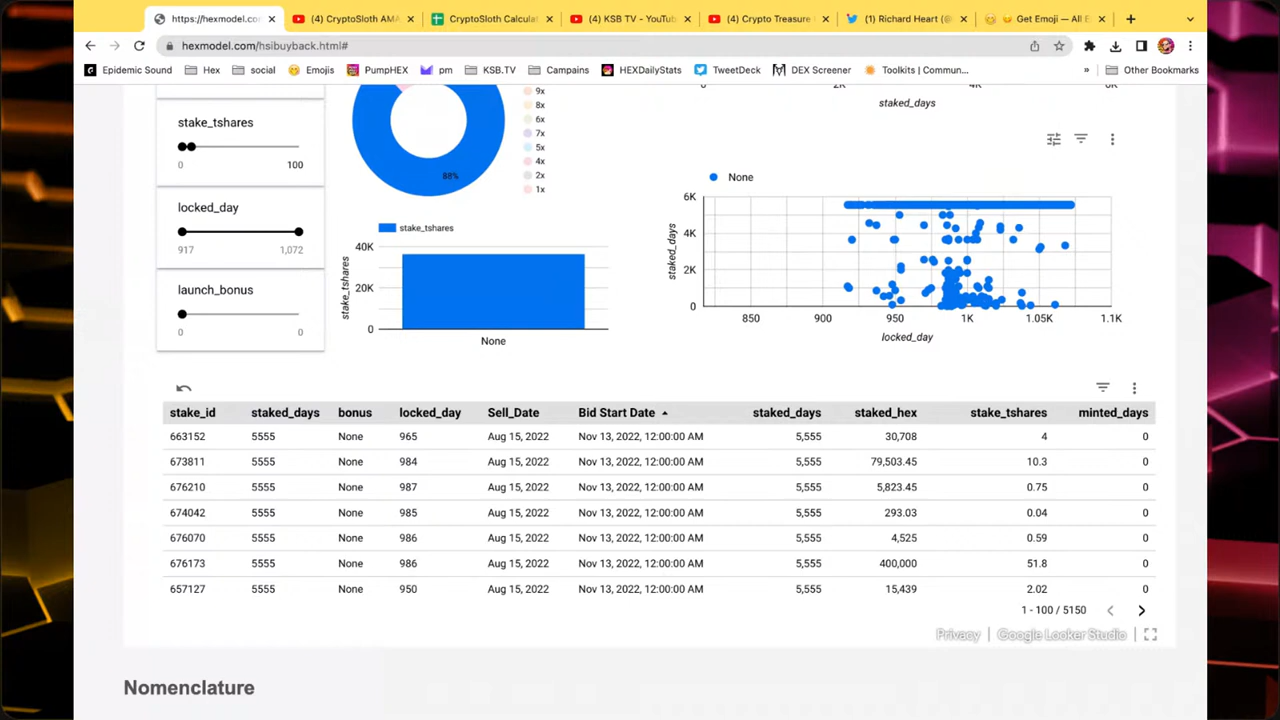 https://hexmodel.com/hsi
(4) CryptoSloth AMA
CryptoSloth Calculat
(4) KSB TV - YouTub
(4) Crypto Treasure
(1) Richard Heart (@
Get Emoji — All E
hexmodel.com/hsibuyback.html#
Epidemic Sound
Hex
social
Emojis
PumpHEX
pm
KSB.TV
Campains
HEXDailyStats
TweetDeck
DEX Screener
Toolkits | Commun...
»
Other Bookmarks
stake_tshares
0 100
locked_day
917 1,072
launch_bonus
0 0
88%
9x
8x
6x
7x
5x
4x
2x
1x
stake_tshares
40K
20K
0
stake_tshares
None
0 2K 4K 6K
staked_days
None
6K
4K
2K
0
staked_days
850 900 950 1K 1.05K 1.1K
locked_day
stake_id staked_days bonus locked_day Sell_Date Bid Start Date staked_days staked_hex stake_tshares minted_days
663152 5555 None 965 Aug 15, 2022 Nov 13, 2022, 12:00:00 AM 5,555 30,708 4 0
673811 5555 None 984 Aug 15, 2022 Nov 13, 2022, 12:00:00 AM 5,555 79,503.45 10.3 0
676210 5555 None 987 Aug 15, 2022 Nov 13, 2022, 12:00:00 AM 5,555 5,823.45 0.75 0
674042 5555 None 985 Aug 15, 2022 Nov 13, 2022, 12:00:00 AM 5,555 293.03 0.04 0
676070 5555 None 986 Aug 15, 2022 Nov 13, 2022, 12:00:00 AM 5,555 4,525 0.59 0
676173 5555 None 986 Aug 15, 2022 Nov 13, 2022, 12:00:00 AM 5,555 400,000 51.8 0
657127 5555 None 950 Aug 15, 2022 Nov 13, 2022, 12:00:00 AM 5,555 15,439 2.02 0
1 - 100 / 5150
Privacy
Google Looker Studio
Nomenclature